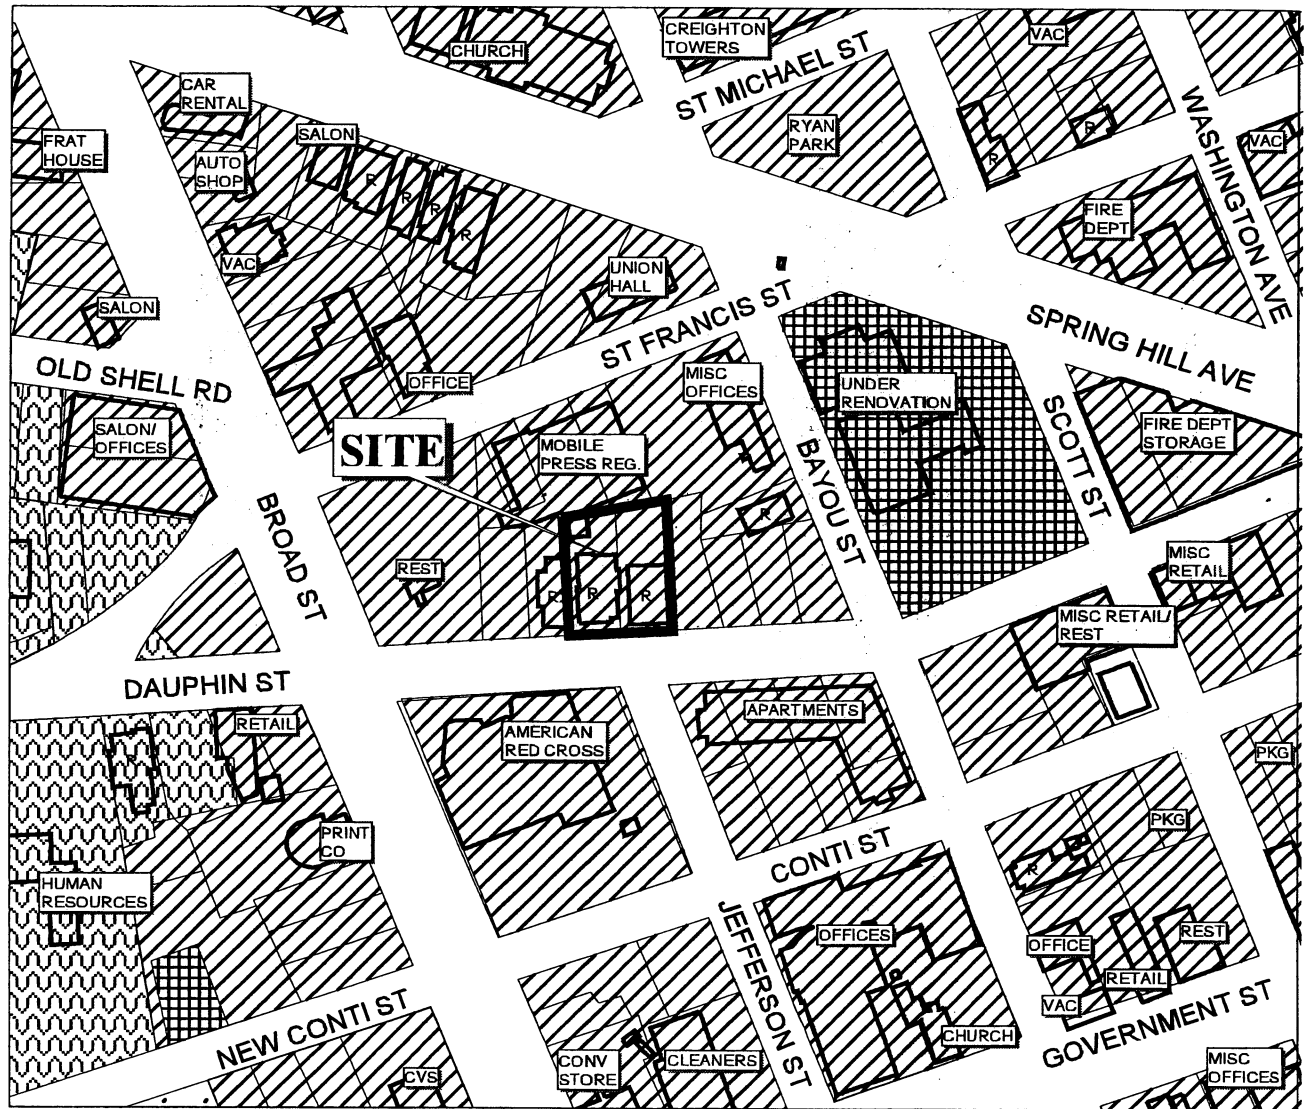 CREIGHTON
TOWERS
VAC
CHURCH
ST MICHAEL ST
CAR
RENTAL
WASHINGTON AVE
RYAN
PARK
SALON
R
VAC
FRAT
HOUSE
AUTO
SHOP
R
R
R
R
R
FIRE
DEPT
VAC
UNION
HALL
SALON
ST FRANCIS ST
SPRING HILL AVE
OLD SHELL RD
OFFICE
MISC
OFFICES
UNDER
RENOVATION
SCOTT ST
FIRE DEPT
STORAGE
SALON/
OFFICES
SITE
MOBILE
PRESS REG.
BAYOU ST
BROAD ST
R
REST
MISC
RETAIL
R
R
R
MISC RETAIL/
REST
DAUPHIN ST
RETAIL
AMERICAN
RED CROSS
APARTMENTS
PKG
R
PKG
PRINT
CO
CONTI ST
R
HUMAN
RESOURCES
JEFFERSON ST
OFFICES
OFFICE
REST
RETAIL
VAC
NEW CONTI ST
GOVERNMENT ST
CHURCH
CONV
STORE
CLEANERS
CVS
MISC
OFFICES